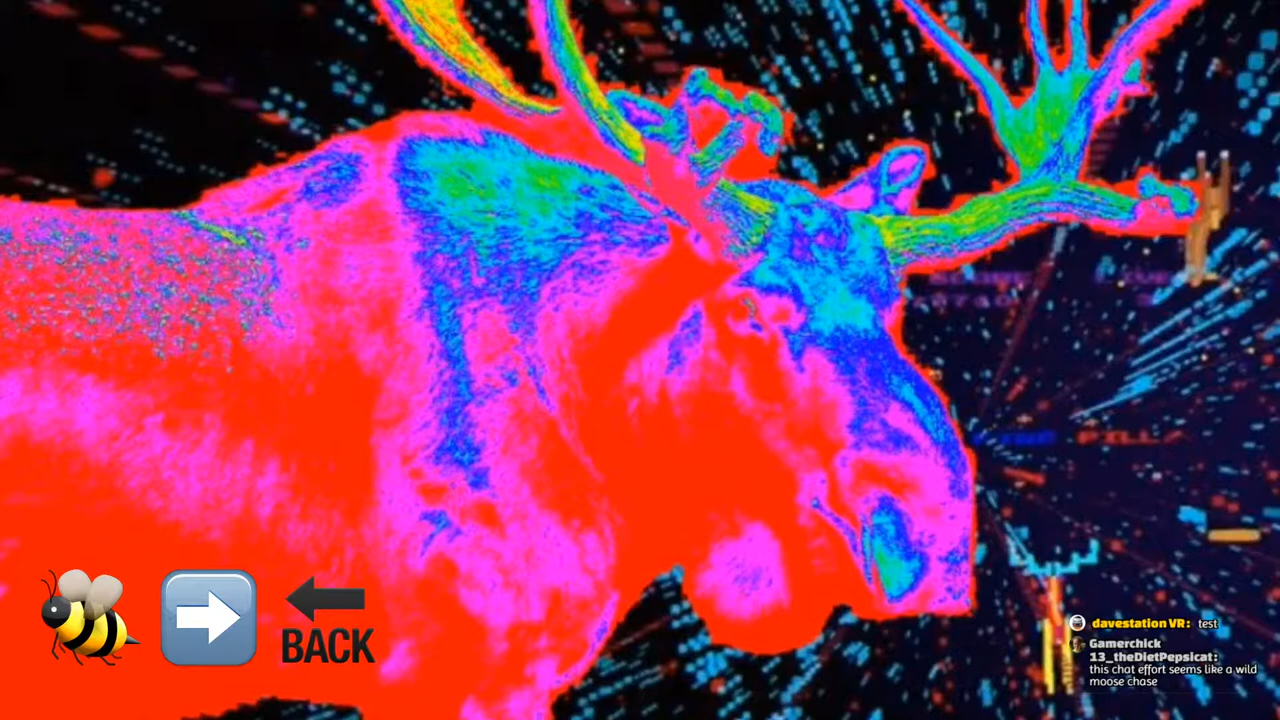 BACK
davestation VR: test
Gamerchick
13_theDietPepsicat:
this chat effort seems like a wild
moose chase